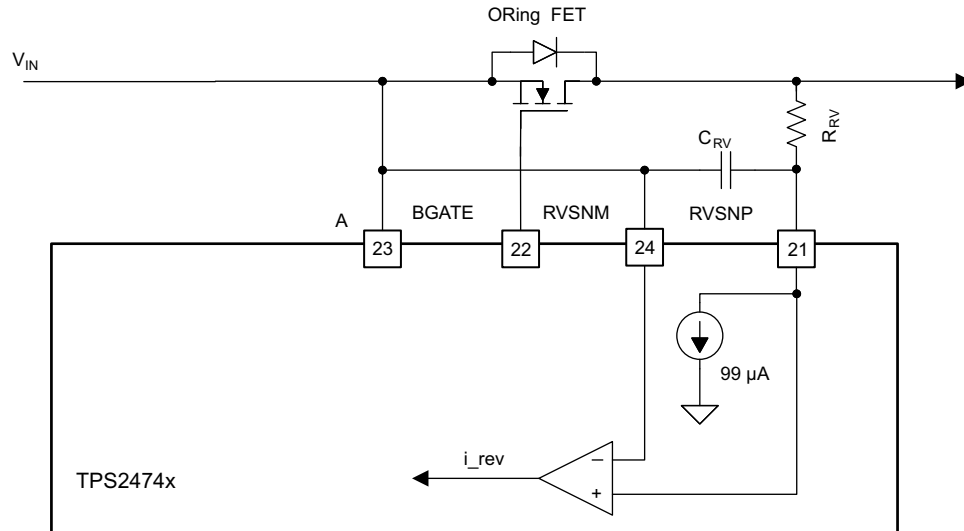 ORing FET
V_IN
C_RV
R_RV
A
BGATE
RVSNM
RVSNP
23
22
24
21
99 µA
i_rev
−
+
TPS2474x